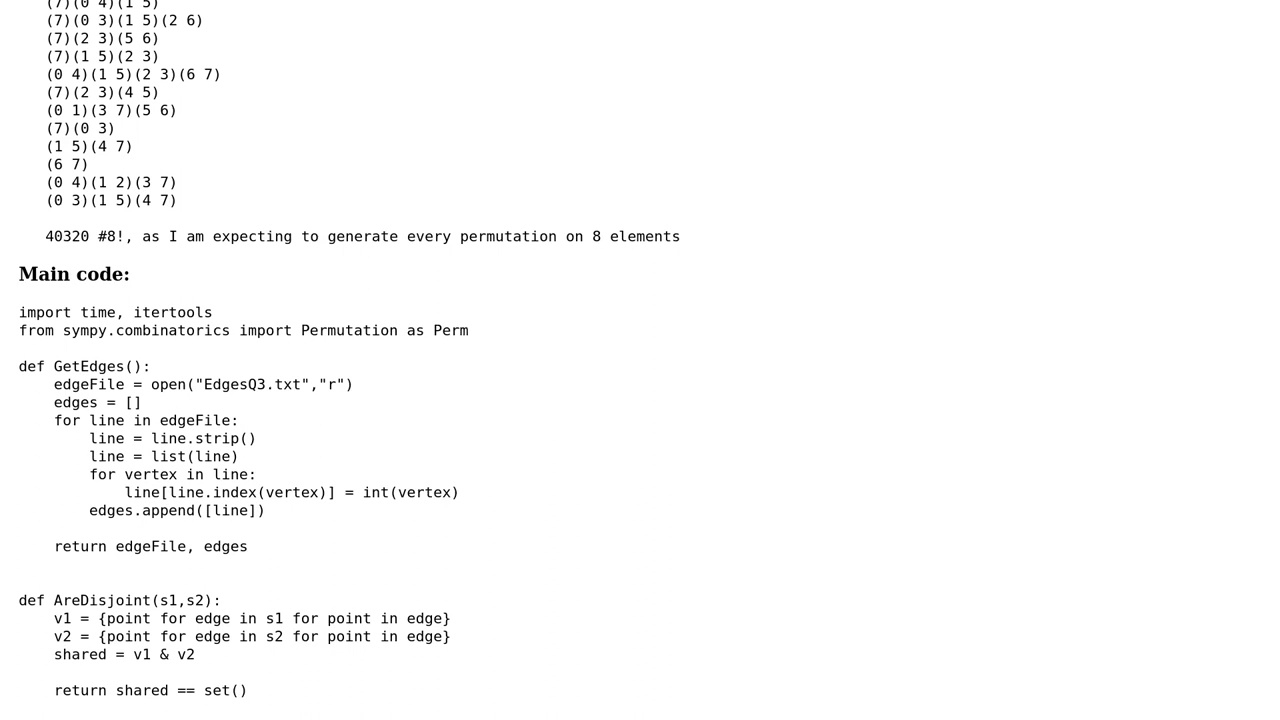 (7)(0 4)(1 5)
(7)(0 3)(1 5)(2 6)
(7)(2 3)(5 6)
(7)(1 5)(2 3)
(0 4)(1 5)(2 3)(6 7)
(7)(2 3)(4 5)
(0 1)(3 7)(5 6)
(7)(0 3)
(1 5)(4 7)
(6 7)
(0 4)(1 2)(3 7)
(0 3)(1 5)(4 7)

40320 #8!, as I am expecting to generate every permutation on 8 elements
Main code:
import time, itertools
from sympy.combinatorics import Permutation as Perm

def GetEdges():
    edgeFile = open("EdgesQ3.txt","r")
    edges = []
    for line in edgeFile:
        line = line.strip()
        line = list(line)
        for vertex in line:
            line[line.index(vertex)] = int(vertex)
        edges.append([line])

    return edgeFile, edges


def AreDisjoint(s1,s2):
    v1 = {point for edge in s1 for point in edge}
    v2 = {point for edge in s2 for point in edge}
    shared = v1 & v2

    return shared == set()